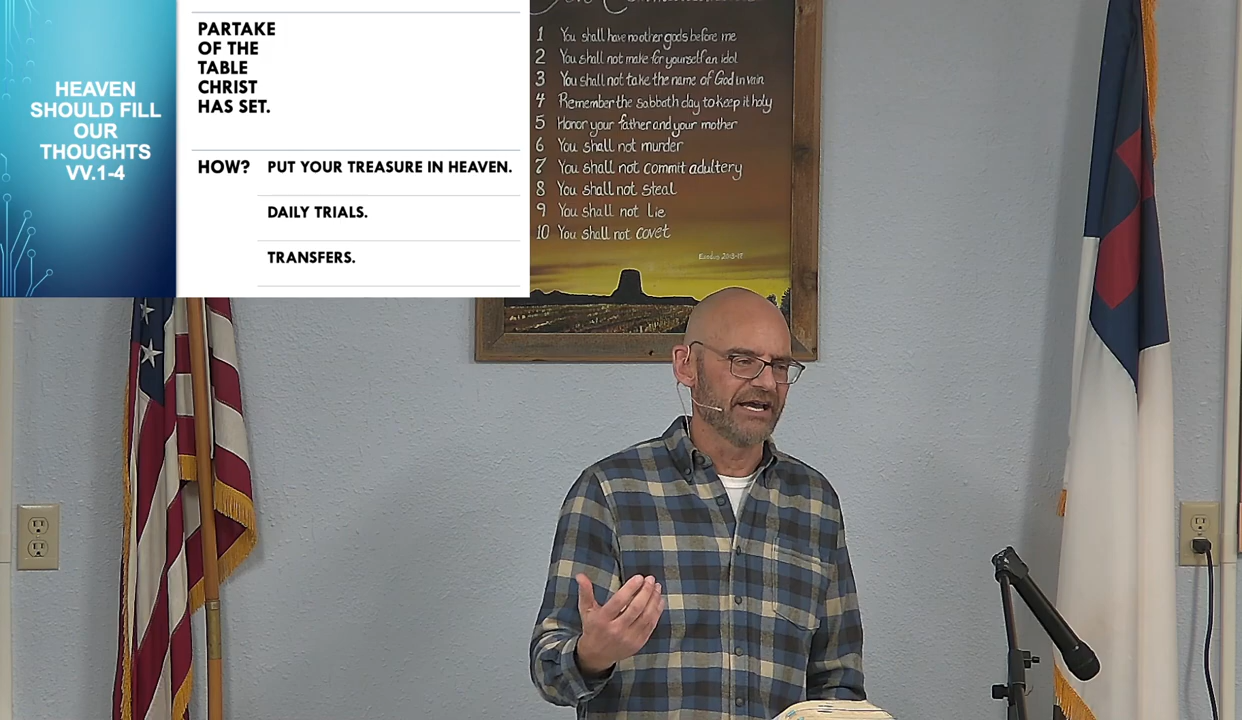 HEAVEN
SHOULD FILL
OUR
THOUGHTS
VV.1-4
PARTAKE
OF THE
TABLE
CHRIST
HAS SET.
HOW?
PUT YOUR TREASURE IN HEAVEN.
DAILY TRIALS.
TRANSFERS.
1 You shall have no other gods before me
2 You shall not make for yourself an idol
3 You shall not take the name of God in vain
4 Remember the sabbath day to keep it holy
5 Honor your father and your mother
6 You shall not murder
7 You shall not commit adultery
8 You shall not steal
9 You shall not Lie
10 You shall not covet